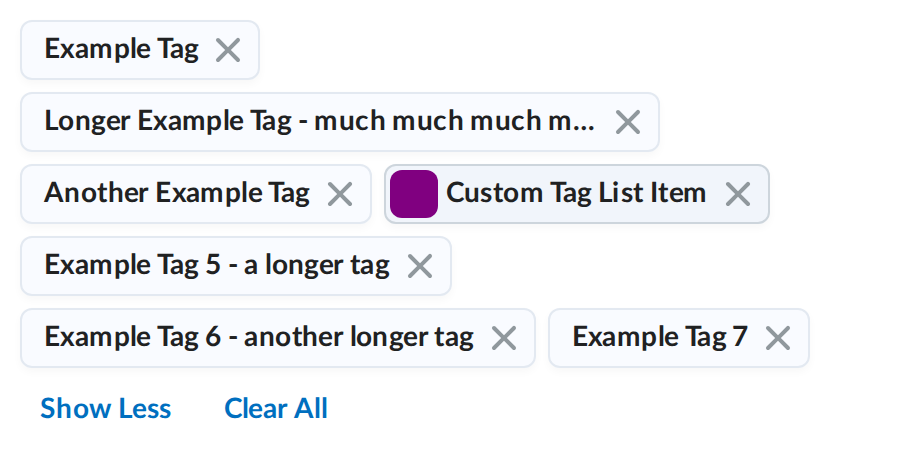 Example Tag
Longer Example Tag - much much much m...
Another Example Tag Custom Tag List Item
Example Tag 5 - a longer tag
Example Tag 6 - another longer tag Example Tag 7
Show Less Clear All